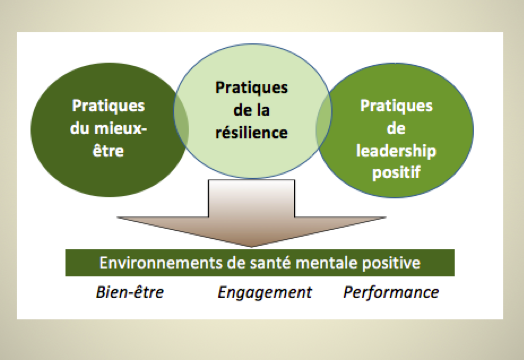 Pratiques
du mieux-
être
Pratiques
de la
résilience
Pratiques
de
leadership
positif
Environnements de santé mentale positive
Bien-être Engagement Performance